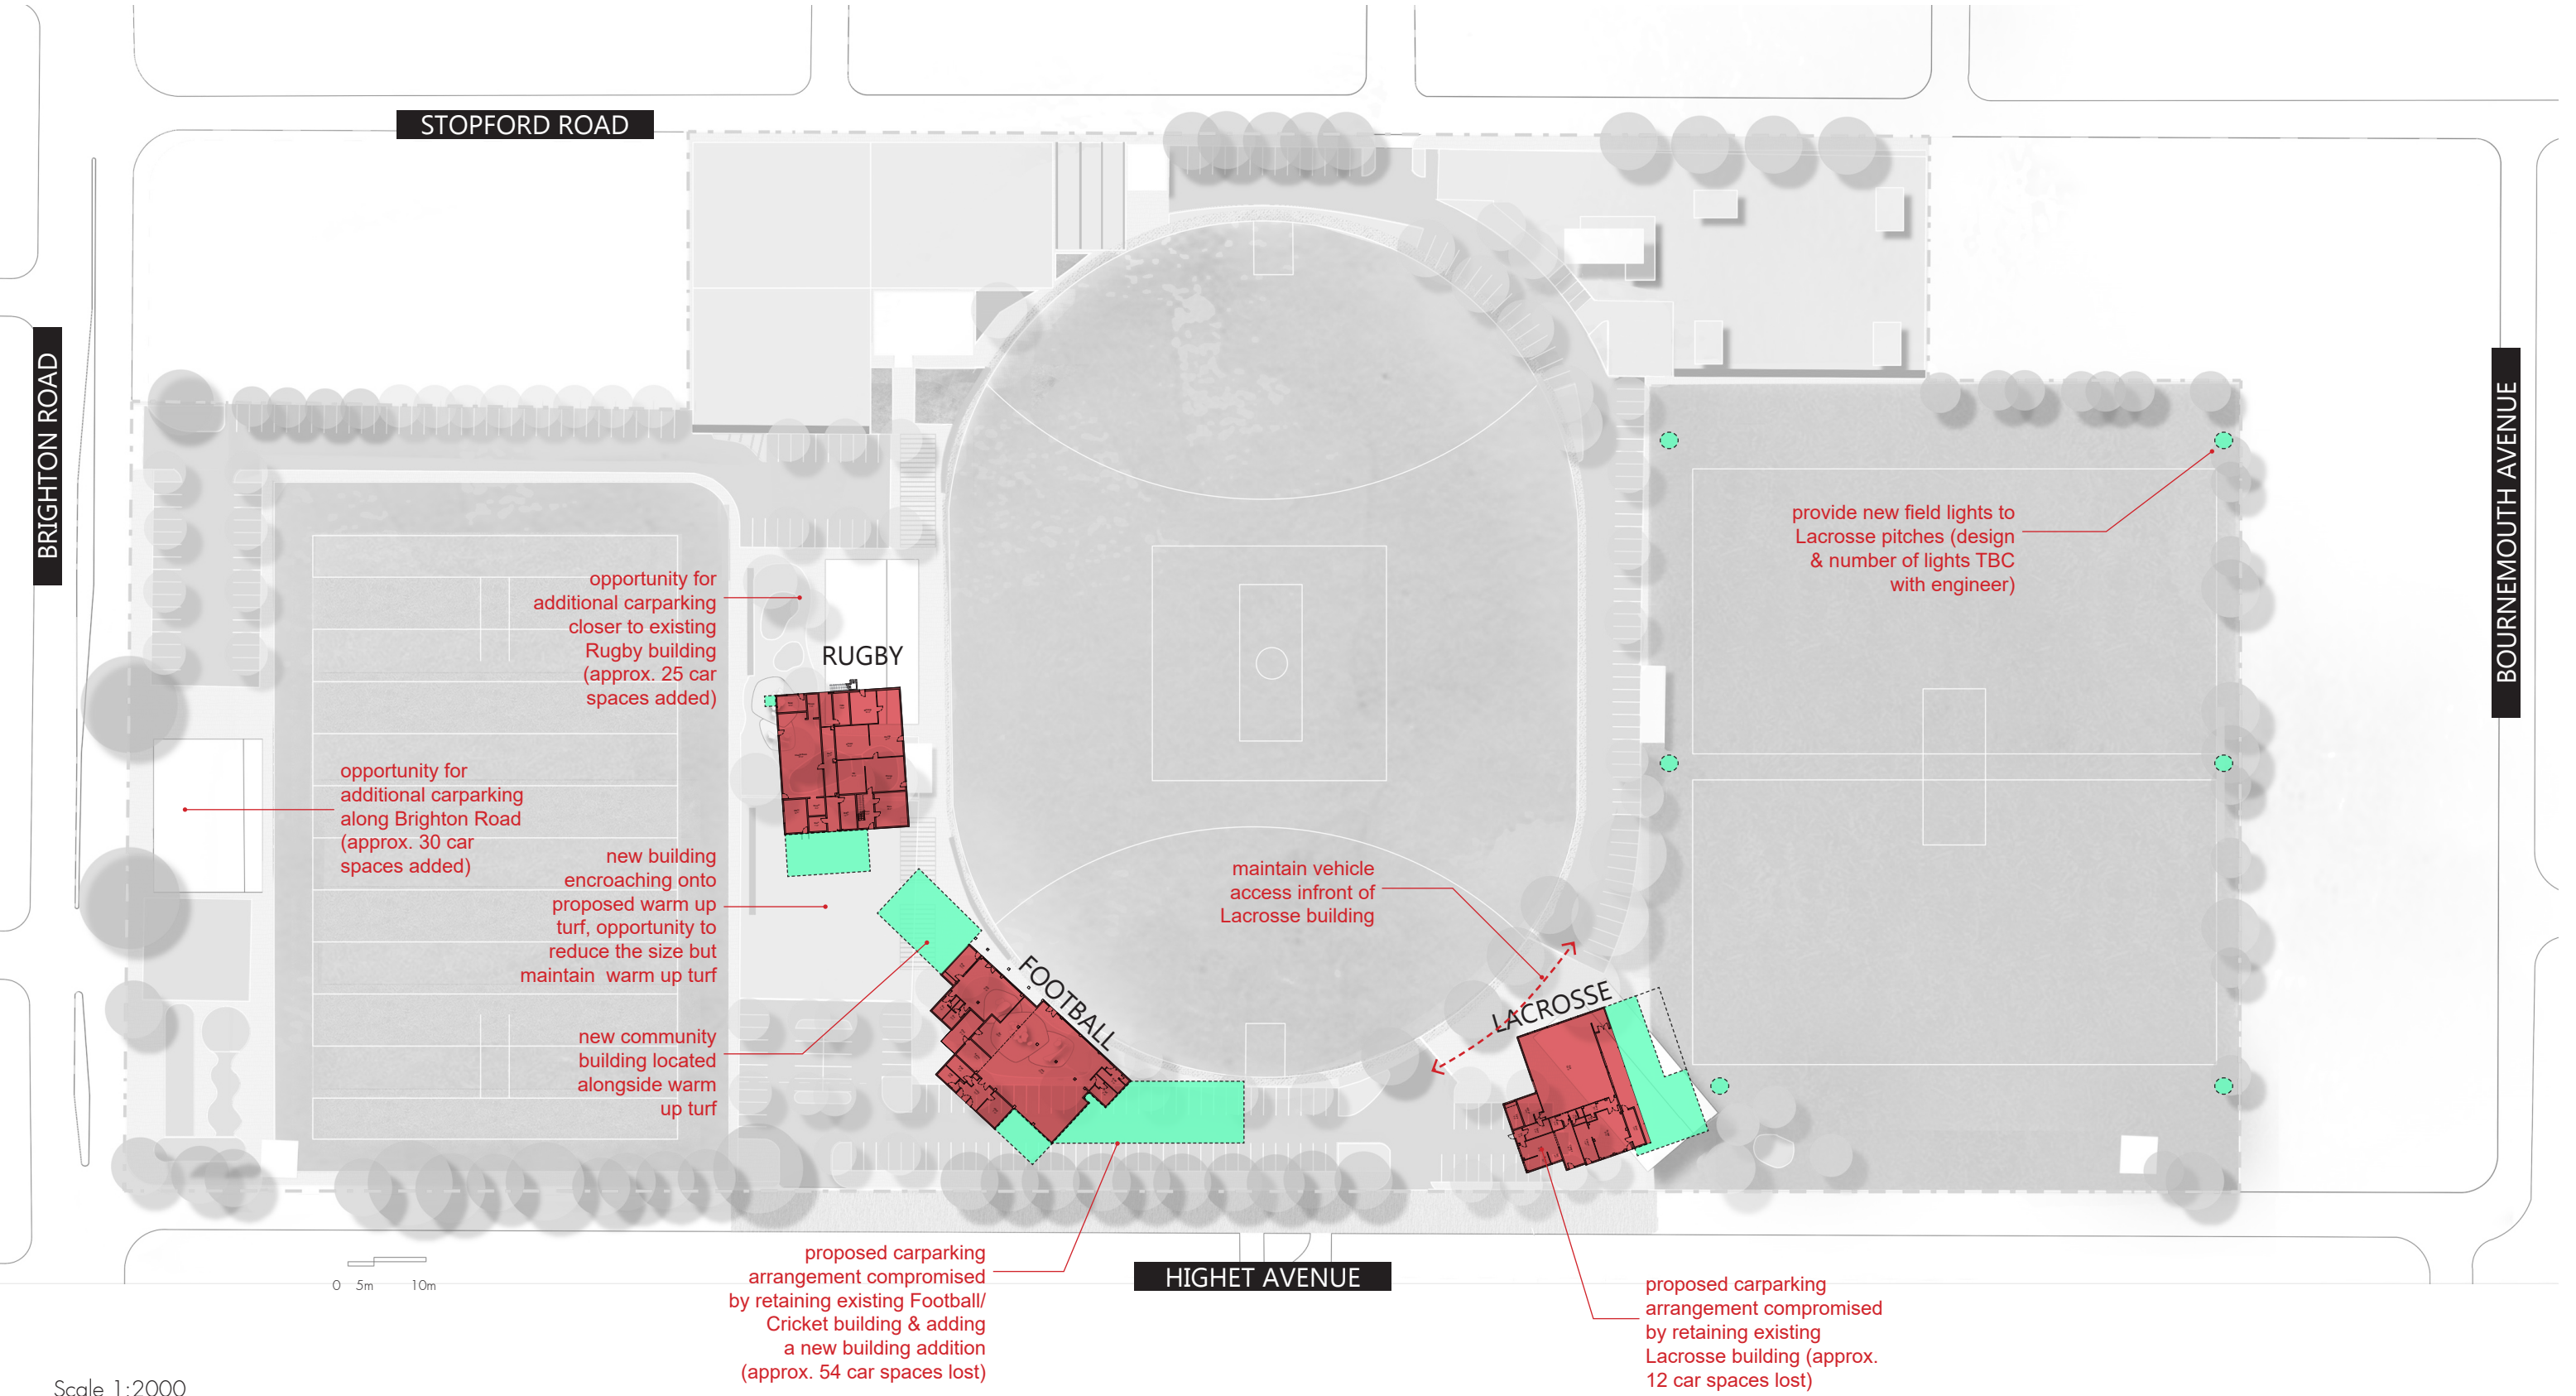 STOPFORD ROAD
BRIGHTON ROAD
BOURNEMOUTH AVENUE
provide new field lights to
Lacrosse pitches (design
& number of lights TBC
with engineer)
opportunity for
additional carparking
closer to existing
Rugby building
(approx. 25 car
spaces added)
RUGBY
opportunity for
additional carparking
along Brighton Road
(approx. 30 car
spaces added)
new building
encroaching onto
proposed warm up
turf, opportunity to
reduce the size but
maintain  warm up turf
maintain vehicle
access infront of
Lacrosse building
FOOTBALL
LACROSSE
new community
building located
alongside warm
up turf
proposed carparking
arrangement compromised
by retaining existing Football/
Cricket building & adding
a new building addition
(approx. 54 car spaces lost)
HIGHET AVENUE
proposed carparking
arrangement compromised
by retaining existing
Lacrosse building (approx.
12 car spaces lost)
0 5m 10m
Scale 1:2000